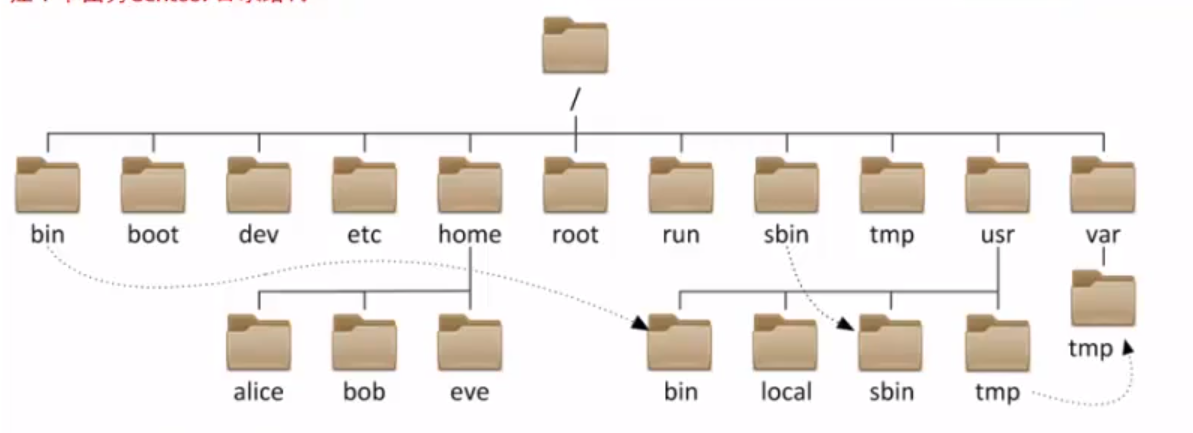 /
bin boot dev etc home root run sbin tmp usr var
tmp
alice bob eve bin local sbin tmp